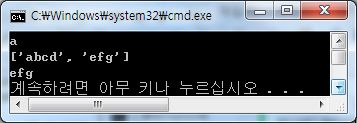 C:₩Windows₩system32₩cmd.exe
a
['abcd', 'efg']
efg
계속하려면 아무 키나 누르십시오 . . .